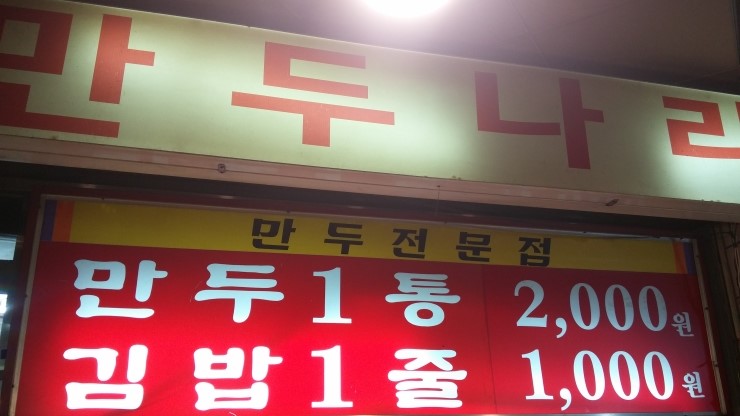 만두나라
만두전문점
만두1통 2,000원
김밥1줄 1,000원